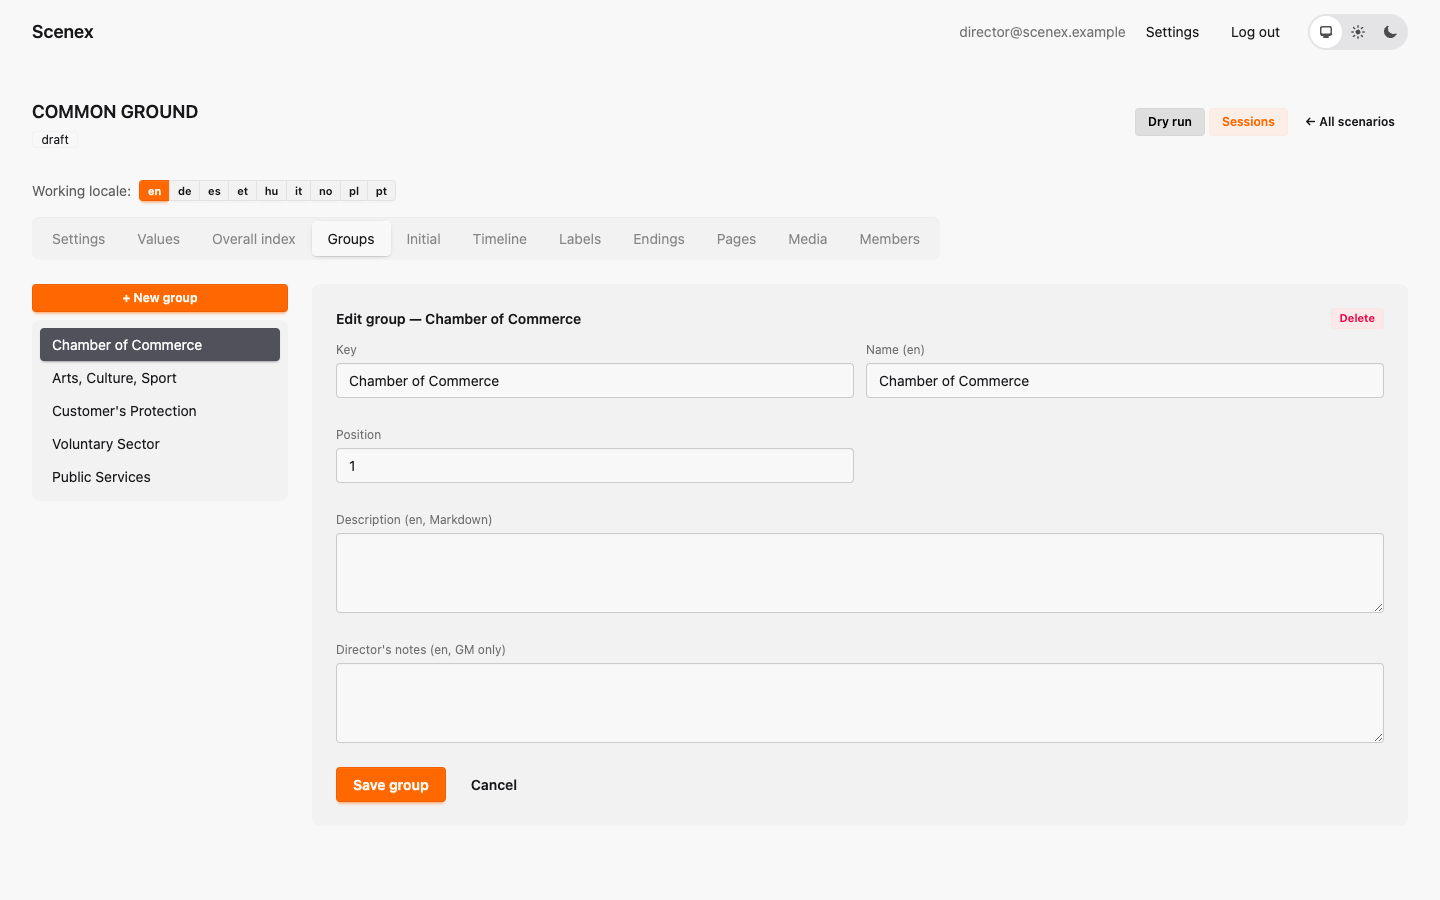 Scenex
director@scenex.example Settings Log out
COMMON GROUND
draft
Dry run Sessions ← All scenarios
Working locale: en de es et hu it no pl pt
Settings Values Overall index Groups Initial Timeline Labels Endings Pages Media Members
+ New group
Chamber of Commerce
Arts, Culture, Sport
Customer's Protection
Voluntary Sector
Public Services
Edit group — Chamber of Commerce
Delete
Key
Name (en)
Chamber of Commerce
Chamber of Commerce
Position
1
Description (en, Markdown)
Director's notes (en, GM only)
Save group Cancel